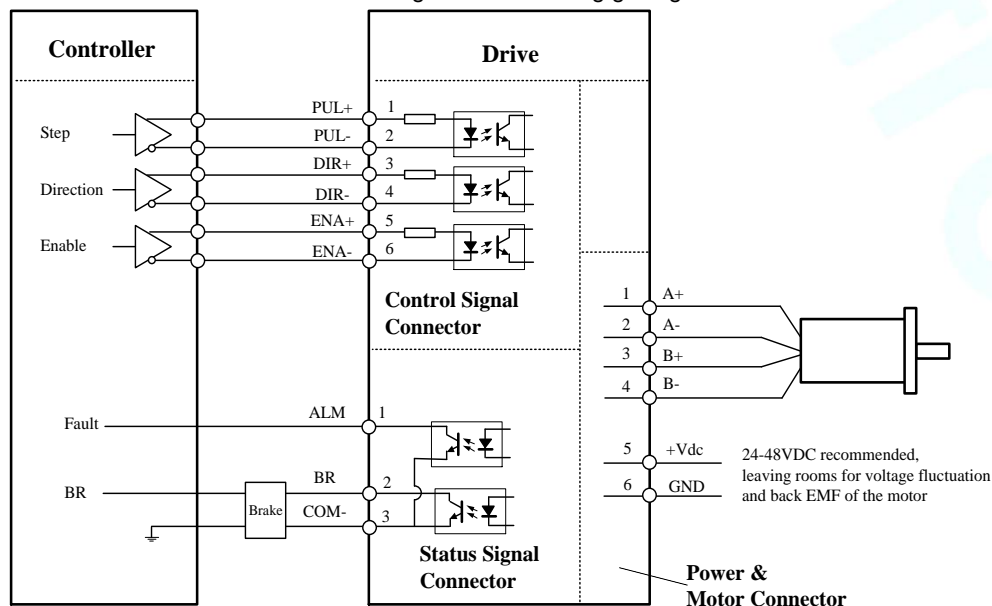 Controller
Drive
Step
PUL+
1
PUL-
2
Direction
DIR+
3
DIR-
4
Enable
ENA+
5
ENA-
6
Control Signal
Connector
1
A+
2
A-
3
B+
4
B-
Fault
ALM
1
BR
BR
2
Brake
COM-
3
5
+Vdc
6
GND
24-48VDC recommended,
leaving rooms for voltage fluctuation
and back EMF of the motor
Status Signal
Connector
Power &
Motor Connector